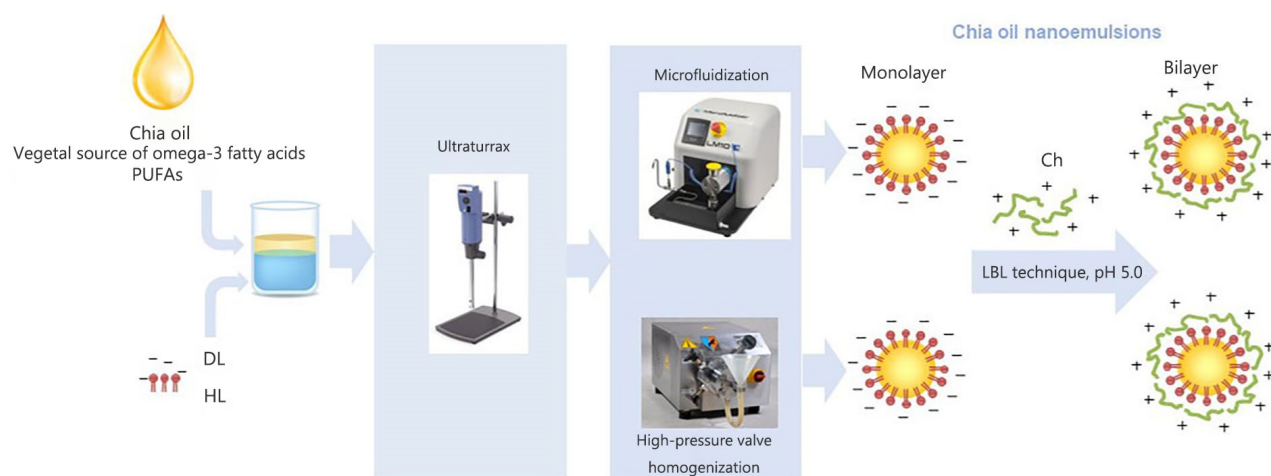 Chia oil nanoemulsions
Chia oil
Vegetal source of omega-3 fatty acids
PUFAs
DL
HL
Ultraturrax
Microfluidization
LM10
High-pressure valve
homogenization
Monolayer
Ch
LBL technique, pH 5.0
Bilayer